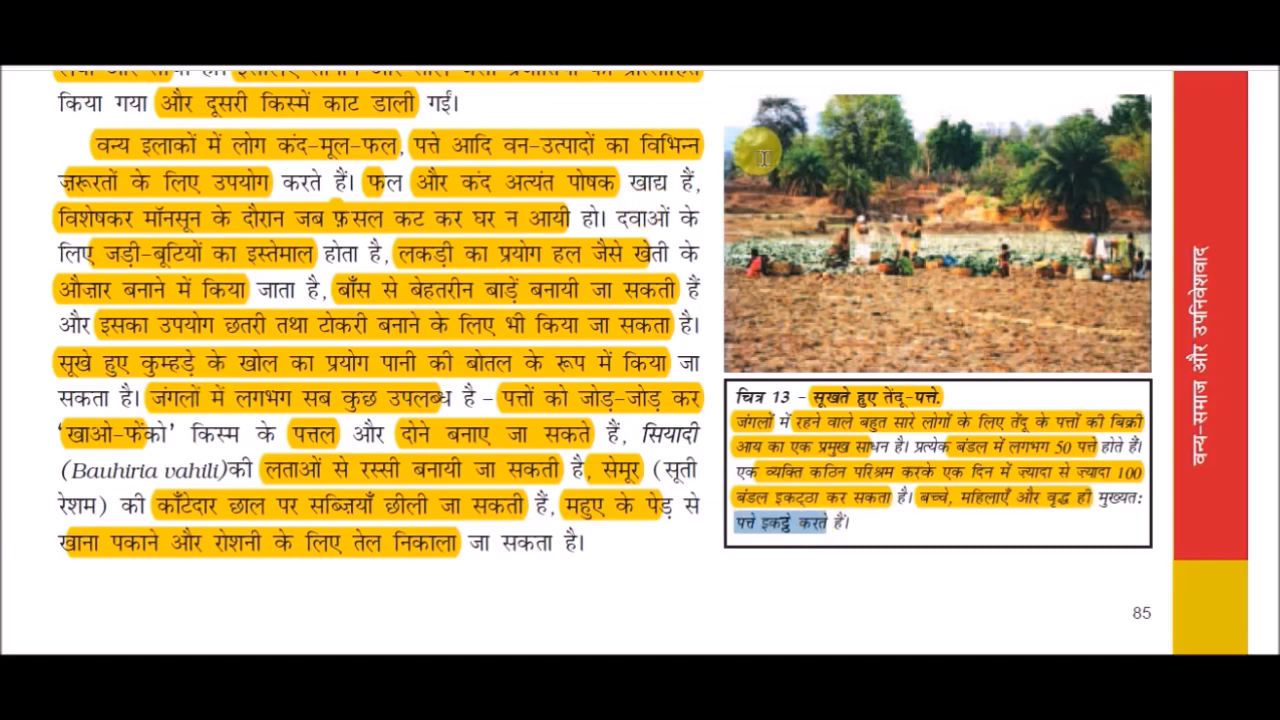 किया गया और दूसरी किस्में काट डाली गईं।
वन्य इलाकों में लोग कंद-मूल-फल, पत्ते आदि वन-उत्पादों का विभिन्न
ज़रूरतों के लिए उपयोग करते हैं। फल और कंद अत्यंत पोषक खाद्य हैं,
विशेषकर मॉनसून के दौरान जब फ़सल कट कर घर न आयी हो। दवाओं के
लिए जड़ी-बूटियों का इस्तेमाल होता है, लकड़ी का प्रयोग हल जैसे खेती के
औज़ार बनाने में किया जाता है, बाँस से बेहतरीन बाड़ें बनायी जा सकती हैं
और इसका उपयोग छतरी तथा टोकरी बनाने के लिए भी किया जा सकता है।
सूखे हुए कुम्हड़े के खोल का प्रयोग पानी की बोतल के रूप में किया जा
सकता है। जंगलों में लगभग सब कुछ उपलब्ध है – पत्तों को जोड़-जोड़ कर
'खाओ-फेंको' किस्म के पत्तल और दोने बनाए जा सकते हैं, सियादी
(Bauhiria vahili)की लताओं से रस्सी बनायी जा सकती है, सेमूर (सूती
रेशम) की काँटेदार छाल पर सब्ज़ियाँ छीली जा सकती हैं, महुए के पेड़ से
खाना पकाने और रोशनी के लिए तेल निकाला जा सकता है।
चित्र 13 – सूखते हुए तेंदू-पत्ते.
जंगलों में रहने वाले बहुत सारे लोगों के लिए तेंदू के पत्तों की बिक्री
आय का एक प्रमुख साधन है। प्रत्येक बंडल में लगभग 50 पत्ते होते हैं।
एक व्यक्ति कठिन परिश्रम करके एक दिन में ज़्यादा से ज़्यादा 100
बंडल इकट्ठा कर सकता है। बच्चे, महिलाएँ और वृद्ध ही मुख्यतः
पत्ते इकट्ठे करते हैं।
वन्य-समाज और उपनिवेशवाद
85